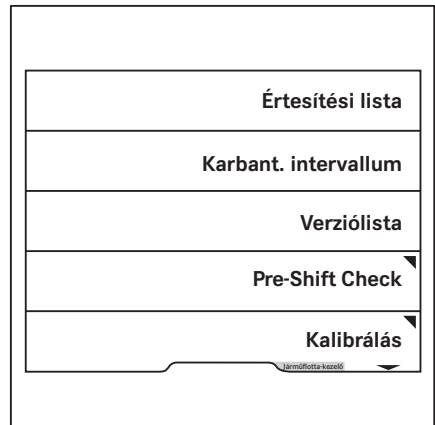 Értesítési lista
Karbant. intervallum
Verziólista
Pre-Shift Check
Kalibrálás
Járműflotta-kezelő